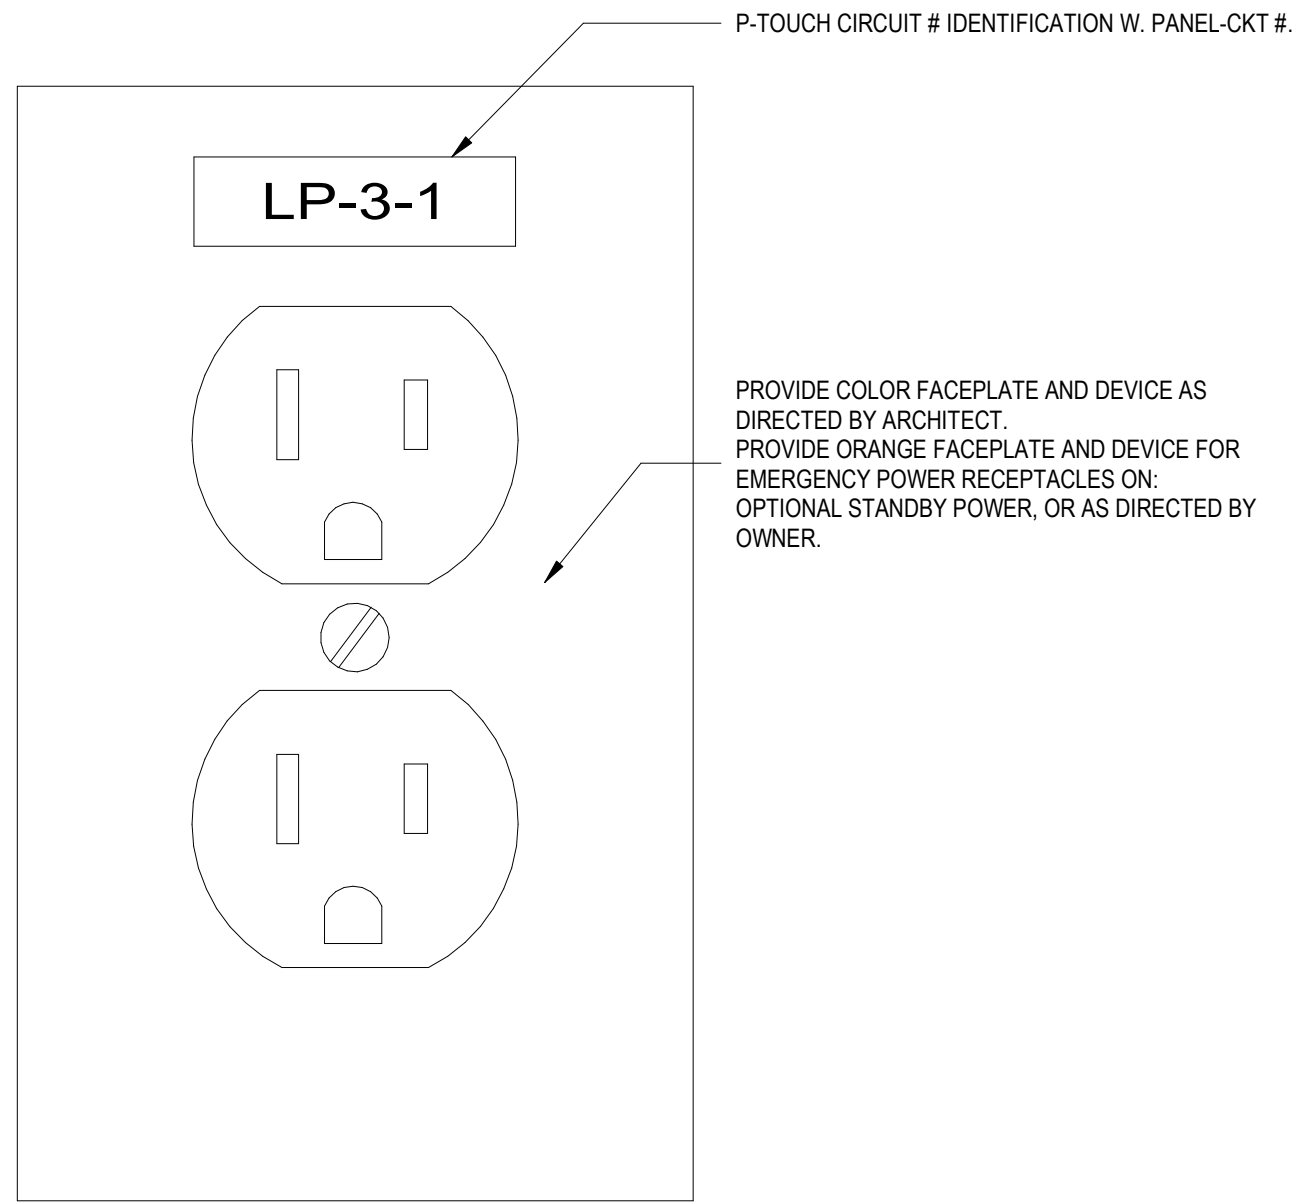 P-TOUCH CIRCUIT # IDENTIFICATION W. PANEL-CKT #.
LP-3-1
PROVIDE COLOR FACEPLATE AND DEVICE AS
DIRECTED BY ARCHITECT.
PROVIDE ORANGE FACEPLATE AND DEVICE FOR
EMERGENCY POWER RECEPTACLES ON:
OPTIONAL STANDBY POWER, OR AS DIRECTED BY
OWNER.